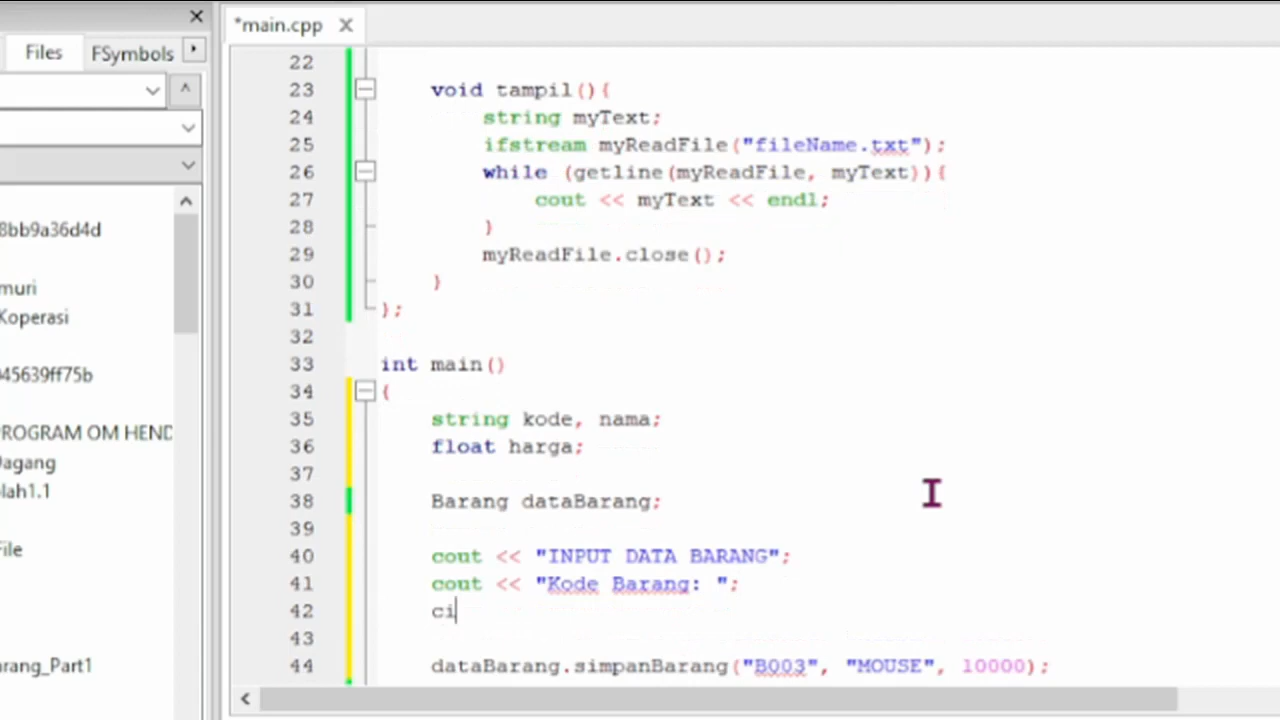 *main.cpp
Files FSymbols
8bb9a36d4d
muri
Koperasi
45639ff75b
PROGRAM OM HEND
Dagang
olah1.1
File
arang_Part1
22
23 void tampil(){
24 string myText;
25 ifstream myReadFile("fileName.txt");
26 while (getline(myReadFile, myText)){
27 cout << myText << endl;
28 }
29 myReadFile.close();
30 }
31 };
32
33 int main()
34 {
35 string kode, nama;
36 float harga;
37
38 Barang dataBarang;
39
40 cout << "INPUT DATA BARANG";
41 cout << "Kode Barang: ";
42 ci
43
44 dataBarang.simpanBarang("B003", "MOUSE", 10000);